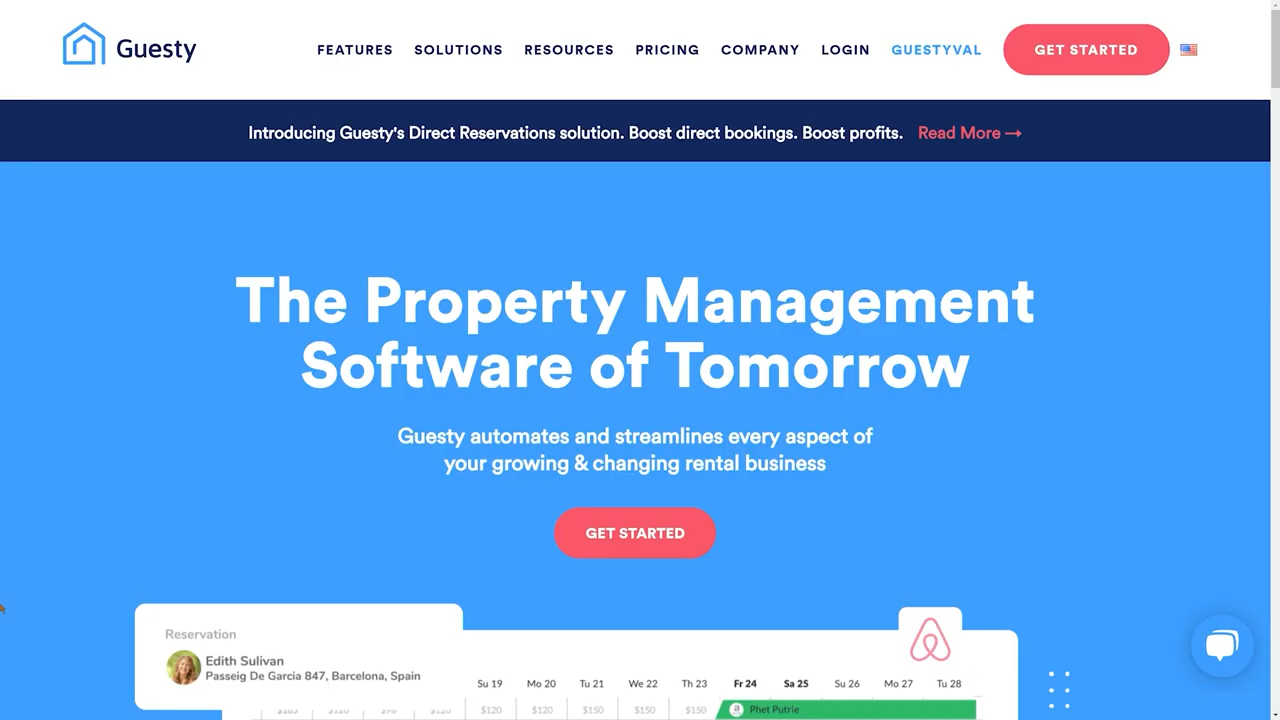 Guesty
FEATURES
SOLUTIONS
RESOURCES
PRICING
COMPANY
LOGIN
GUESTYVAL
GET STARTED
Introducing Guesty's Direct Reservations solution. Boost direct bookings. Boost profits. Read More →
The Property Management
Software of Tomorrow
Guesty automates and streamlines every aspect of
your growing & changing rental business
GET STARTED
Reservation
Edith Sulivan
Passeig De Garcia 847, Barcelona, Spain
Su 19 Mo 20 Tu 21 We 22 Th 23 Fr 24 Sa 25 Su 26 Mo 27 Tu 28
$120 $120 $150 $150 $150 Phet Putrie